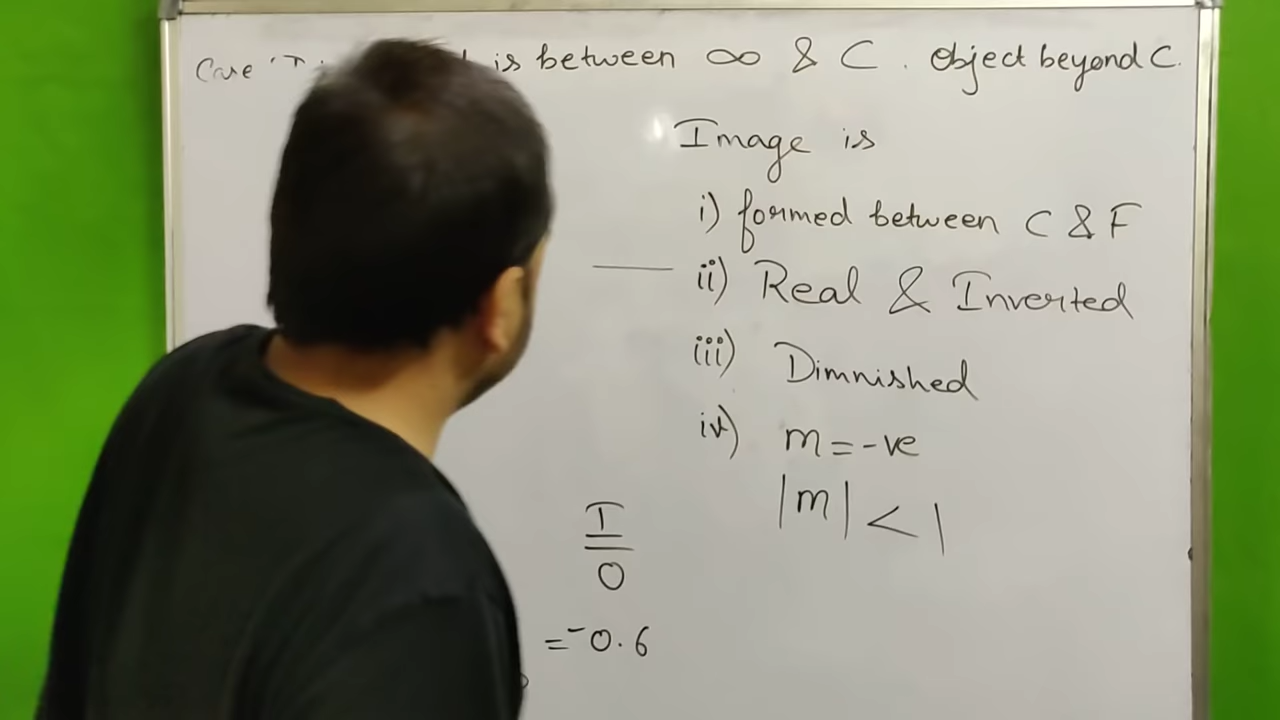 Case is between ∞ & C . Object beyond C.
Image is
i) formed between C & F
ii) Real & Inverted
iii) Dimnished
iv) m = -ve
|m| < 1
I
O
= -0.6